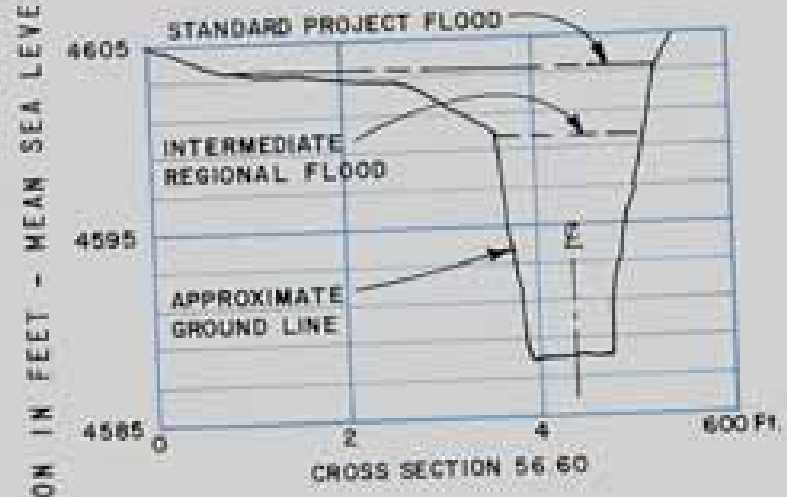 STANDARD PROJECT FLOOD
4605
INTERMEDIATE
REGIONAL FLOOD
4595
APPROXIMATE
GROUND LINE
4585
0
2
4
600 Ft.
CROSS SECTION 56.60
ON IN FEET - MEAN SEA LEVE